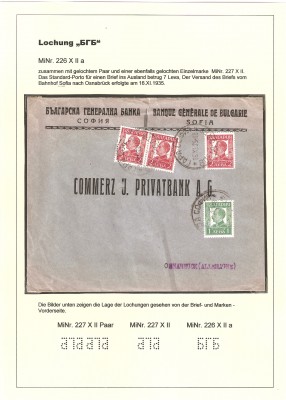 Lochung „БГБ"
MiNr. 226 X II a
zusammen mit gelochtem Paar und einer ebenfalls gelochten Einzelmarke MiNr. 227 X II.
Das Standard-Porto für einen Brief ins Ausland betrug 7 Leva. Der Versand des Briefs vom
Bahnhof Sofia nach Osnabrück erfolgte am 16.XI.1935.
БЪЛГАРСКА ГЕНЕРАЛНА БАНКА BANQUE GÉNÉRALE DE BULGARIE
СОФИЯ SOFIA
COMMERZ U. PRIVATBANK A. G.
Die Bilder unten zeigen die Lage der Lochungen gesehen von der Brief- und Marken -
Vorderseite.
MiNr. 227 X II Paar MiNr. 227 X II MiNr. 226 X II a